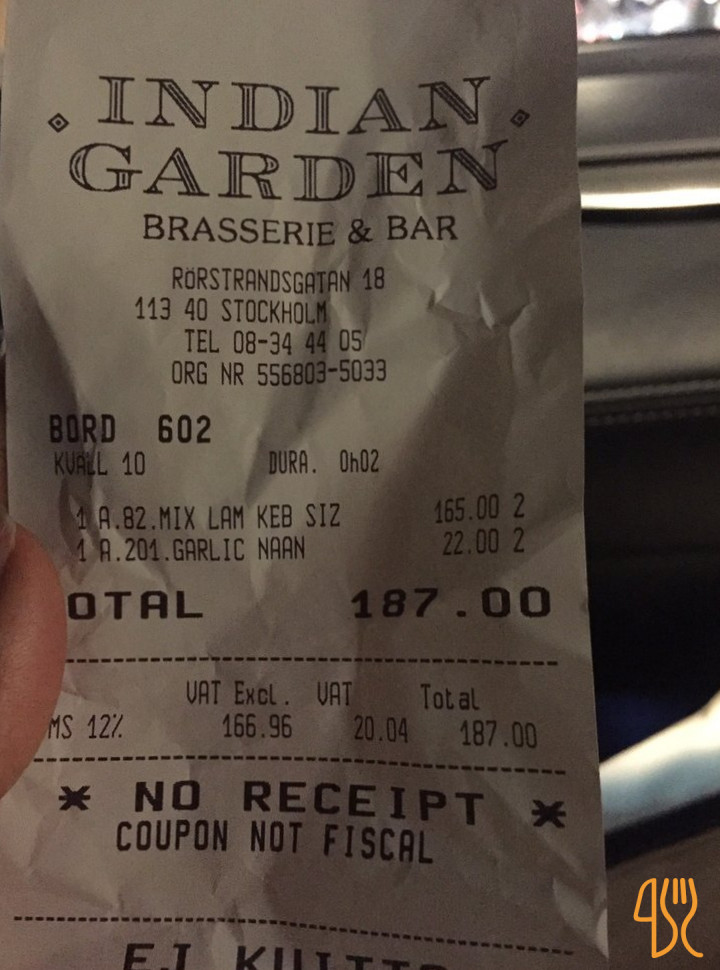 INDIAN
GARDEN
BRASSERIE & BAR
RÖRSTRANDSGATAN 18
113 40 STOCKHOLM
TEL 08-34 44 05
ORG NR 556803-5033
BORD 602
KVÄLL 10 DURA. 0h02
1 A.82.MIX LAM KEB SIZ 165.00 2
1 A.201.GARLIC NAAN 22.00 2
OTAL 187.00
VAT Excl. VAT Total
MS 12% 166.96 20.04 187.00
* NO RECEIPT *
COUPON NOT FISCAL
EJ